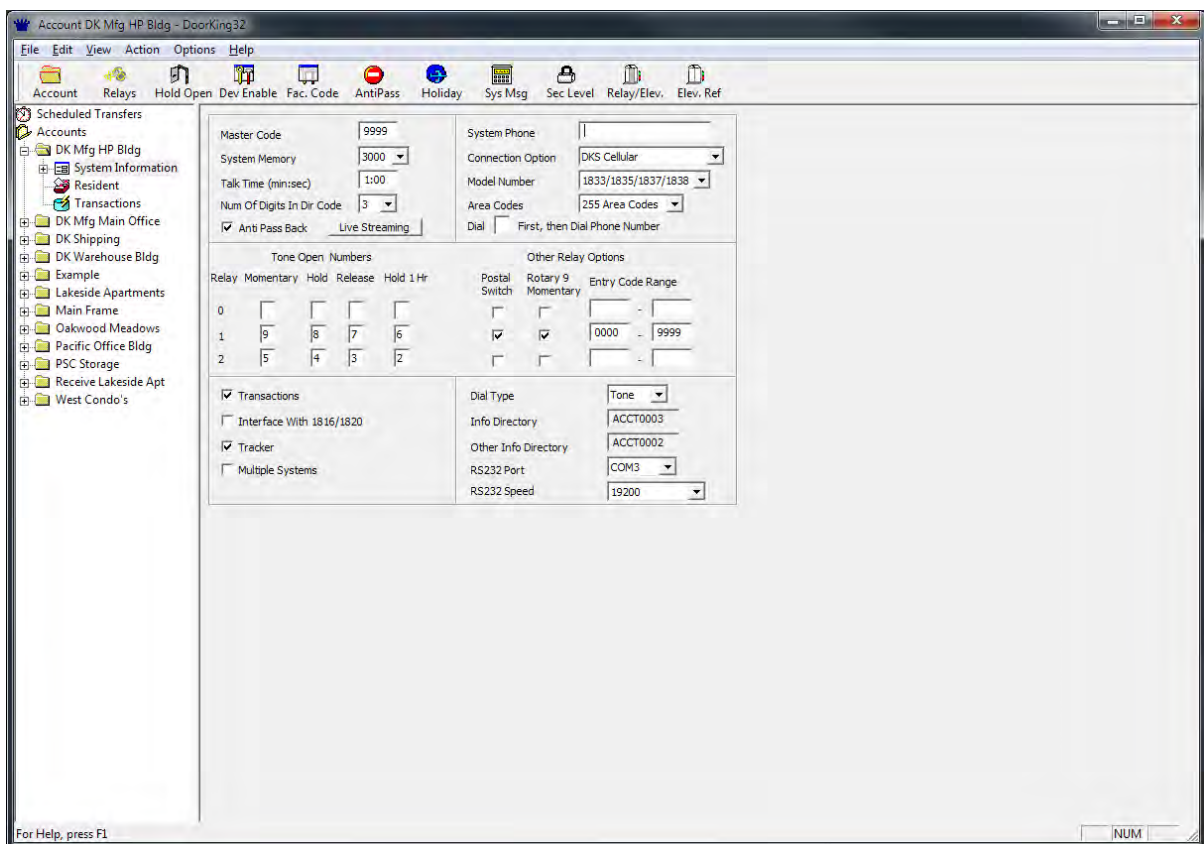 Account DK Mfg HP Bldg - DoorKing32
File Edit View Action Options Help
Account Relays Hold Open Dev Enable Fac. Code AntiPass Holiday Sys Msg Sec Level Relay/Elev. Elev. Ref
Scheduled Transfers
Accounts
DK Mfg HP Bldg
System Information
Resident
Transactions
DK Mfg Main Office
DK Shipping
DK Warehouse Bldg
Example
Lakeside Apartments
Main Frame
Oakwood Meadows
Pacific Office Bldg
PSC Storage
Receive Lakeside Apt
West Condo's
Master Code 9999
System Memory 3000
Talk Time (min:sec) 1:00
Num Of Digits In Dir Code 3
Anti Pass Back Live Streaming
System Phone
Connection Option DKS Cellular
Model Number 1833/1835/1837/1838
Area Codes 255 Area Codes
Dial First, then Dial Phone Number
Tone Open Numbers
Relay Momentary Hold Release Hold 1 Hr
0
1 9 8 7 6
2 5 4 3 2
Other Relay Options
Postal Switch Rotary 9 Momentary Entry Code Range
-
0000 - 9999
-
Transactions
Interface With 1816/1820
Tracker
Multiple Systems
Dial Type Tone
Info Directory ACCT0003
Other Info Directory ACCT0002
RS232 Port COM3
RS232 Speed 19200
For Help, press F1
NUM